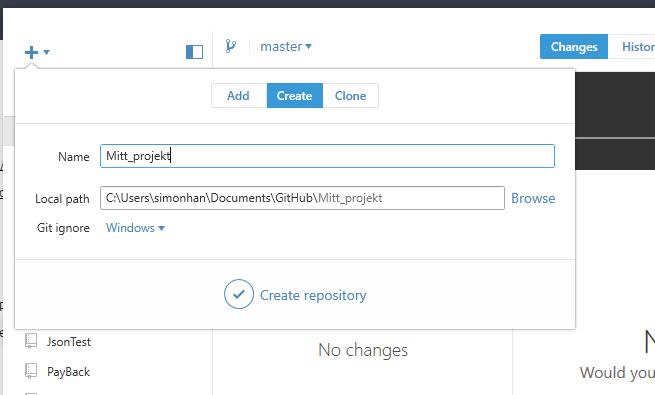 master
Changes
Add
Create
Clone
Name
Mitt_projekt
Local path
C:\Users\simonhan\Documents\GitHub\Mitt_projekt
Browse
Git ignore
Windows
Create repository
JsonTest
No changes
PayBack
Would you